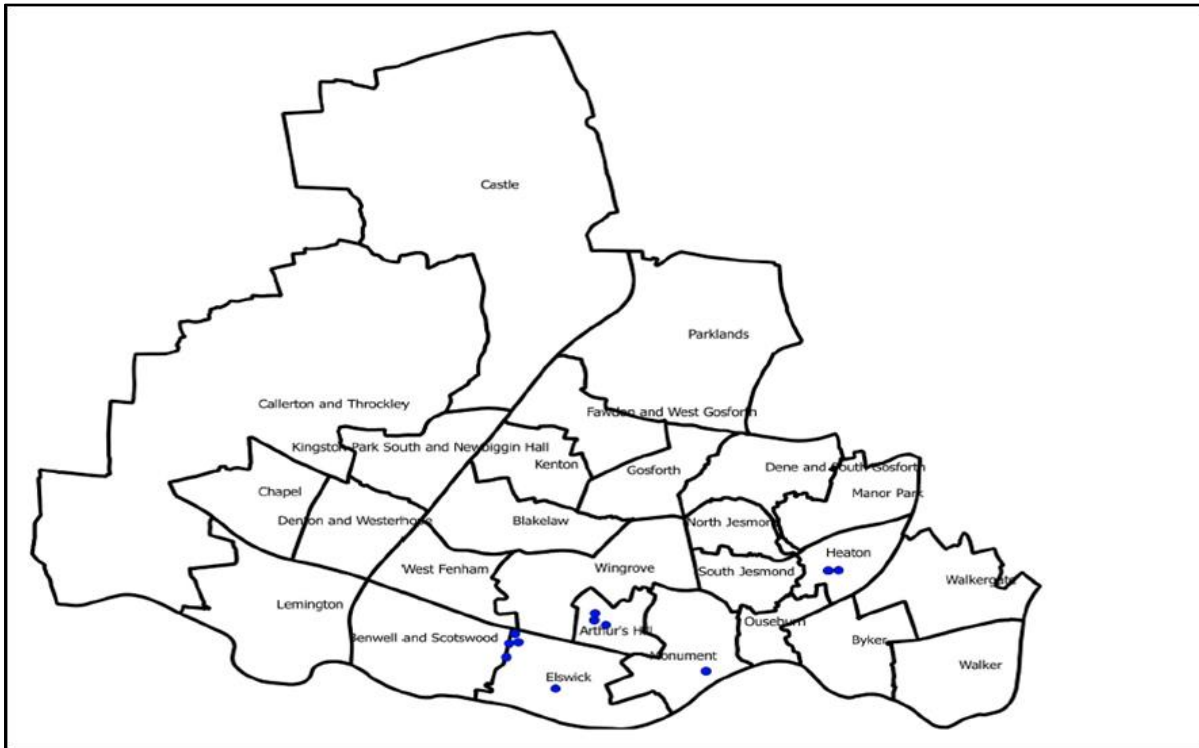 Castle
Parklands
Callerton and Throckley
Fawdon and West Gosforth
Kingston Park South and Newbiggin Hall
Kenton
Gosforth
Dene and South Gosforth
Chapel
Manor Park
Denton and Westerhope
Blakelaw
North Jesmond
Heaton
West Fenham
Wingrove
South Jesmond
Walkergate
Lemington
Arthur's Hill
Ouseburn
Benwell and Scotswood
Byker
Monument
Walker
Elswick